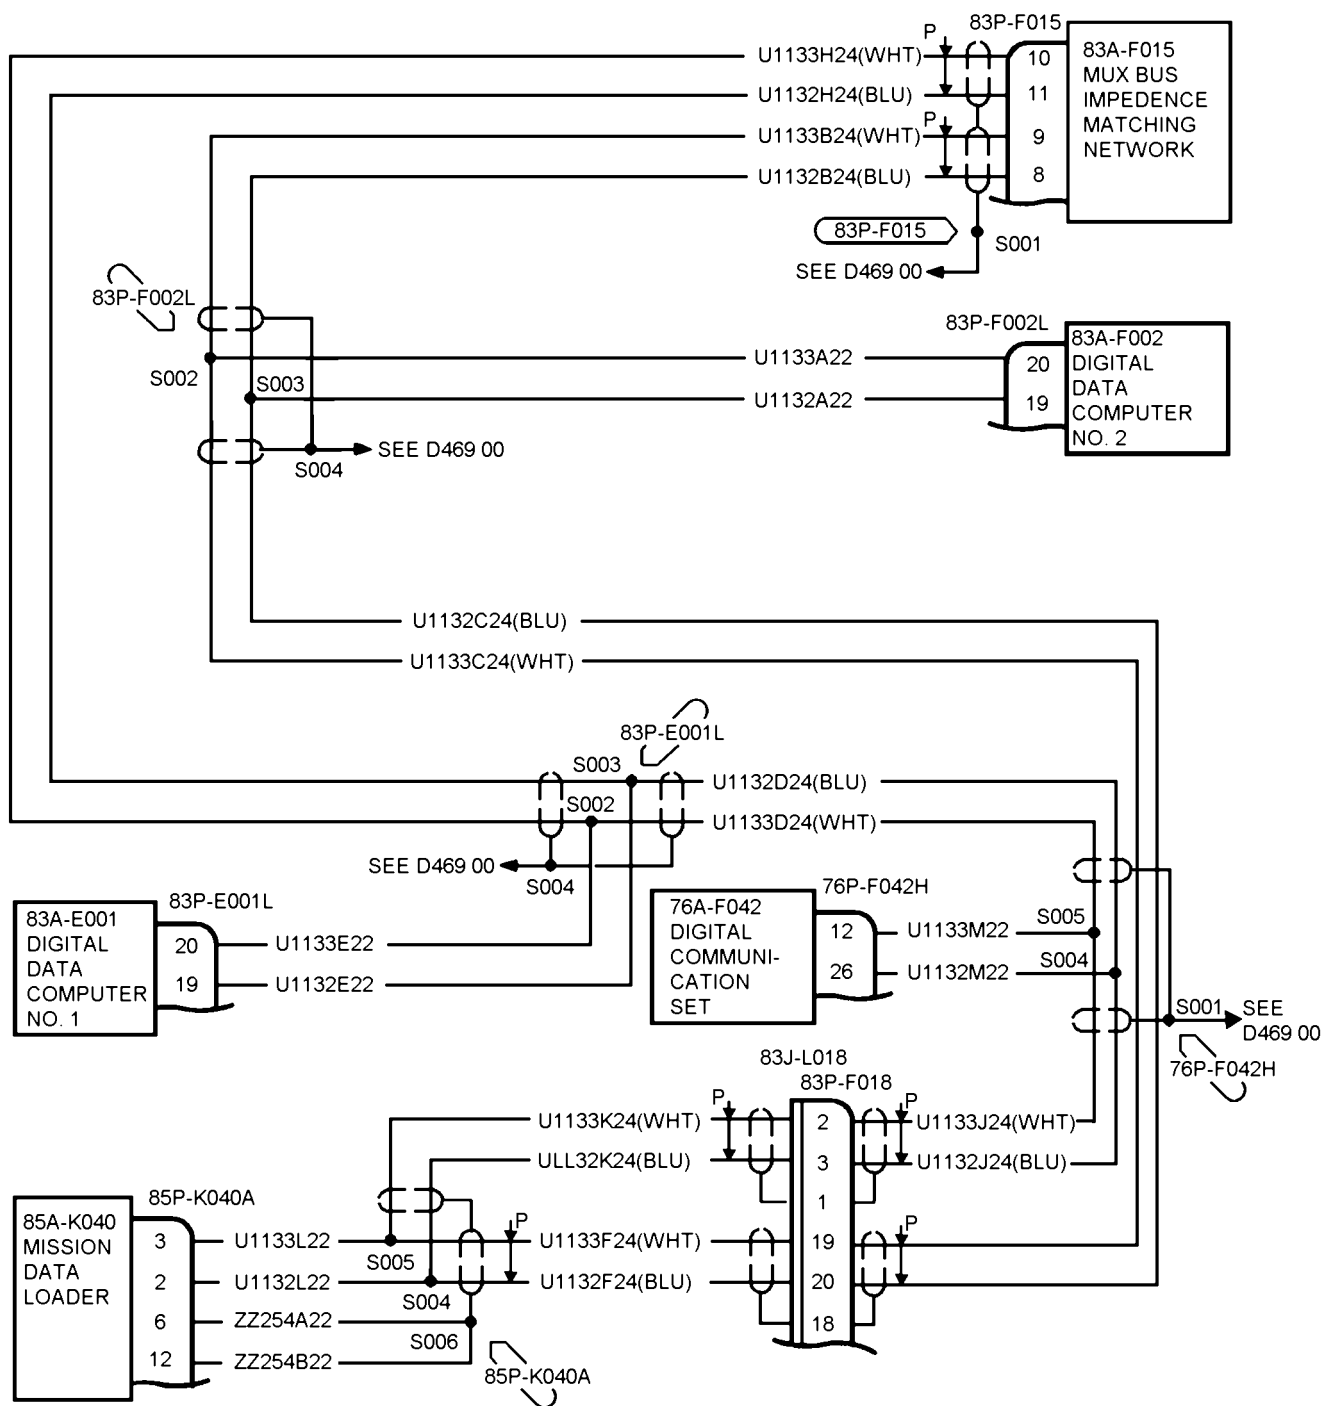 83P-F015
P
U1133H24(WHT)
10
83A-F015
MUX BUS
IMPEDENCE
MATCHING
NETWORK
U1132H24(BLU)
11
P
U1133B24(WHT)
9
U1132B24(BLU)
8
83P-F015
S001
SEE D469 00
83P-F002L
83P-F002L
83A-F002
DIGITAL
DATA
COMPUTER
NO. 2
S002
S003
U1133A22
20
U1132A22
19
SEE D469 00
S004
U1132C24(BLU)
U1133C24(WHT)
83P-E001L
S003
U1132D24(BLU)
S002
U1133D24(WHT)
SEE D469 00
S004
83A-E001
DIGITAL
DATA
COMPUTER
NO. 1
83P-E001L
20
U1133E22
19
U1132E22
76A-F042
DIGITAL
COMMUNI-
CATION
SET
76P-F042H
12
U1133M22
S005
26
U1132M22
S004
S001
SEE
D469 00
76P-F042H
83J-L018
83P-F018
P
U1133K24(WHT)
2
P
U1133J24(WHT)
ULL32K24(BLU)
3
U1132J24(BLU)
1
85A-K040
MISSION
DATA
LOADER
85P-K040A
3
U1133L22
S005
P
U1133F24(WHT)
19
P
2
U1132L22
S004
U1132F24(BLU)
20
6
ZZ254A22
S006
18
12
ZZ254B22
85P-K040A